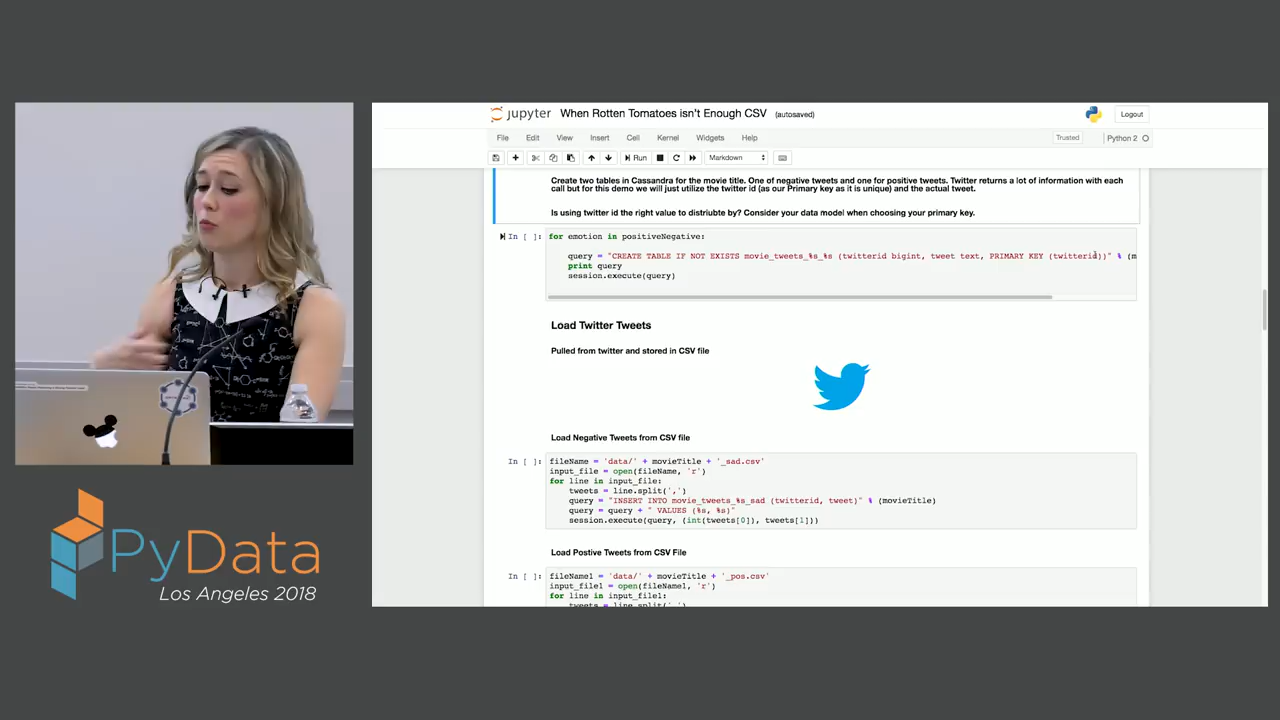 jupyter When Rotten Tomatoes isn't Enough CSV (autosaved) Logout
File Edit View Insert Cell Kernel Widgets Help Trusted Python 2
Run Markdown
Create two tables in Cassandra for the movie title. One of negative tweets and one for positive tweets. Twitter returns a lot of information with each
call but for this demo we will just utilize the twitter id (as our Primary key as it is unique) and the actual tweet.
Is using twitter id the right value to distriubte by? Consider your data model when choosing your primary key.
In [ ]: for emotion in positiveNegative:
query = "CREATE TABLE IF NOT EXISTS movie_tweets_%s_%s (twitterid bigint, tweet text, PRIMARY KEY (twitterid))" % (m
print query
session.execute(query)
Load Twitter Tweets
Pulled from twitter and stored in CSV file
Load Negative Tweets from CSV file
In [ ]: fileName = 'data/' + movieTitle + '_sad.csv'
input_file = open(fileName, 'r')
for line in input_file:
tweets = line.split(',')
query = "INSERT INTO movie_tweets_%s_sad (twitterid, tweet)" % (movieTitle)
query = query + " VALUES (%s, %s)"
session.execute(query, (int(tweets[0]), tweets[1]))
Load Postive Tweets from CSV File
In [ ]: fileName1 = 'data/' + movieTitle + '_pos.csv'
input_file1 = open(fileName1, 'r')
for line in input_file1:
tweets = line.split(',')
PyData
Los Angeles 2018